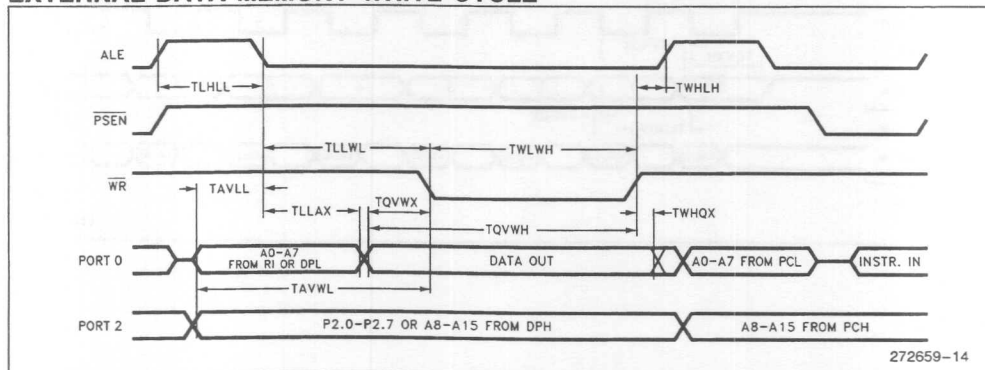 EXTERNAL DATA MEMORY WRITE CYCLE
ALE
TLHLL
TWHLH
PSEN
TLLWL
TWLWH
WR
TAVLL
TLLAX
TQVWX
TWHQX
TQVWH
PORT 0
A0-A7
FROM RI OR DPL
DATA OUT
A0-A7 FROM PCL
INSTR. IN
TAVWL
PORT 2
P2.0-P2.7 OR A8-A15 FROM DPH
A8-A15 FROM PCH
272659-14